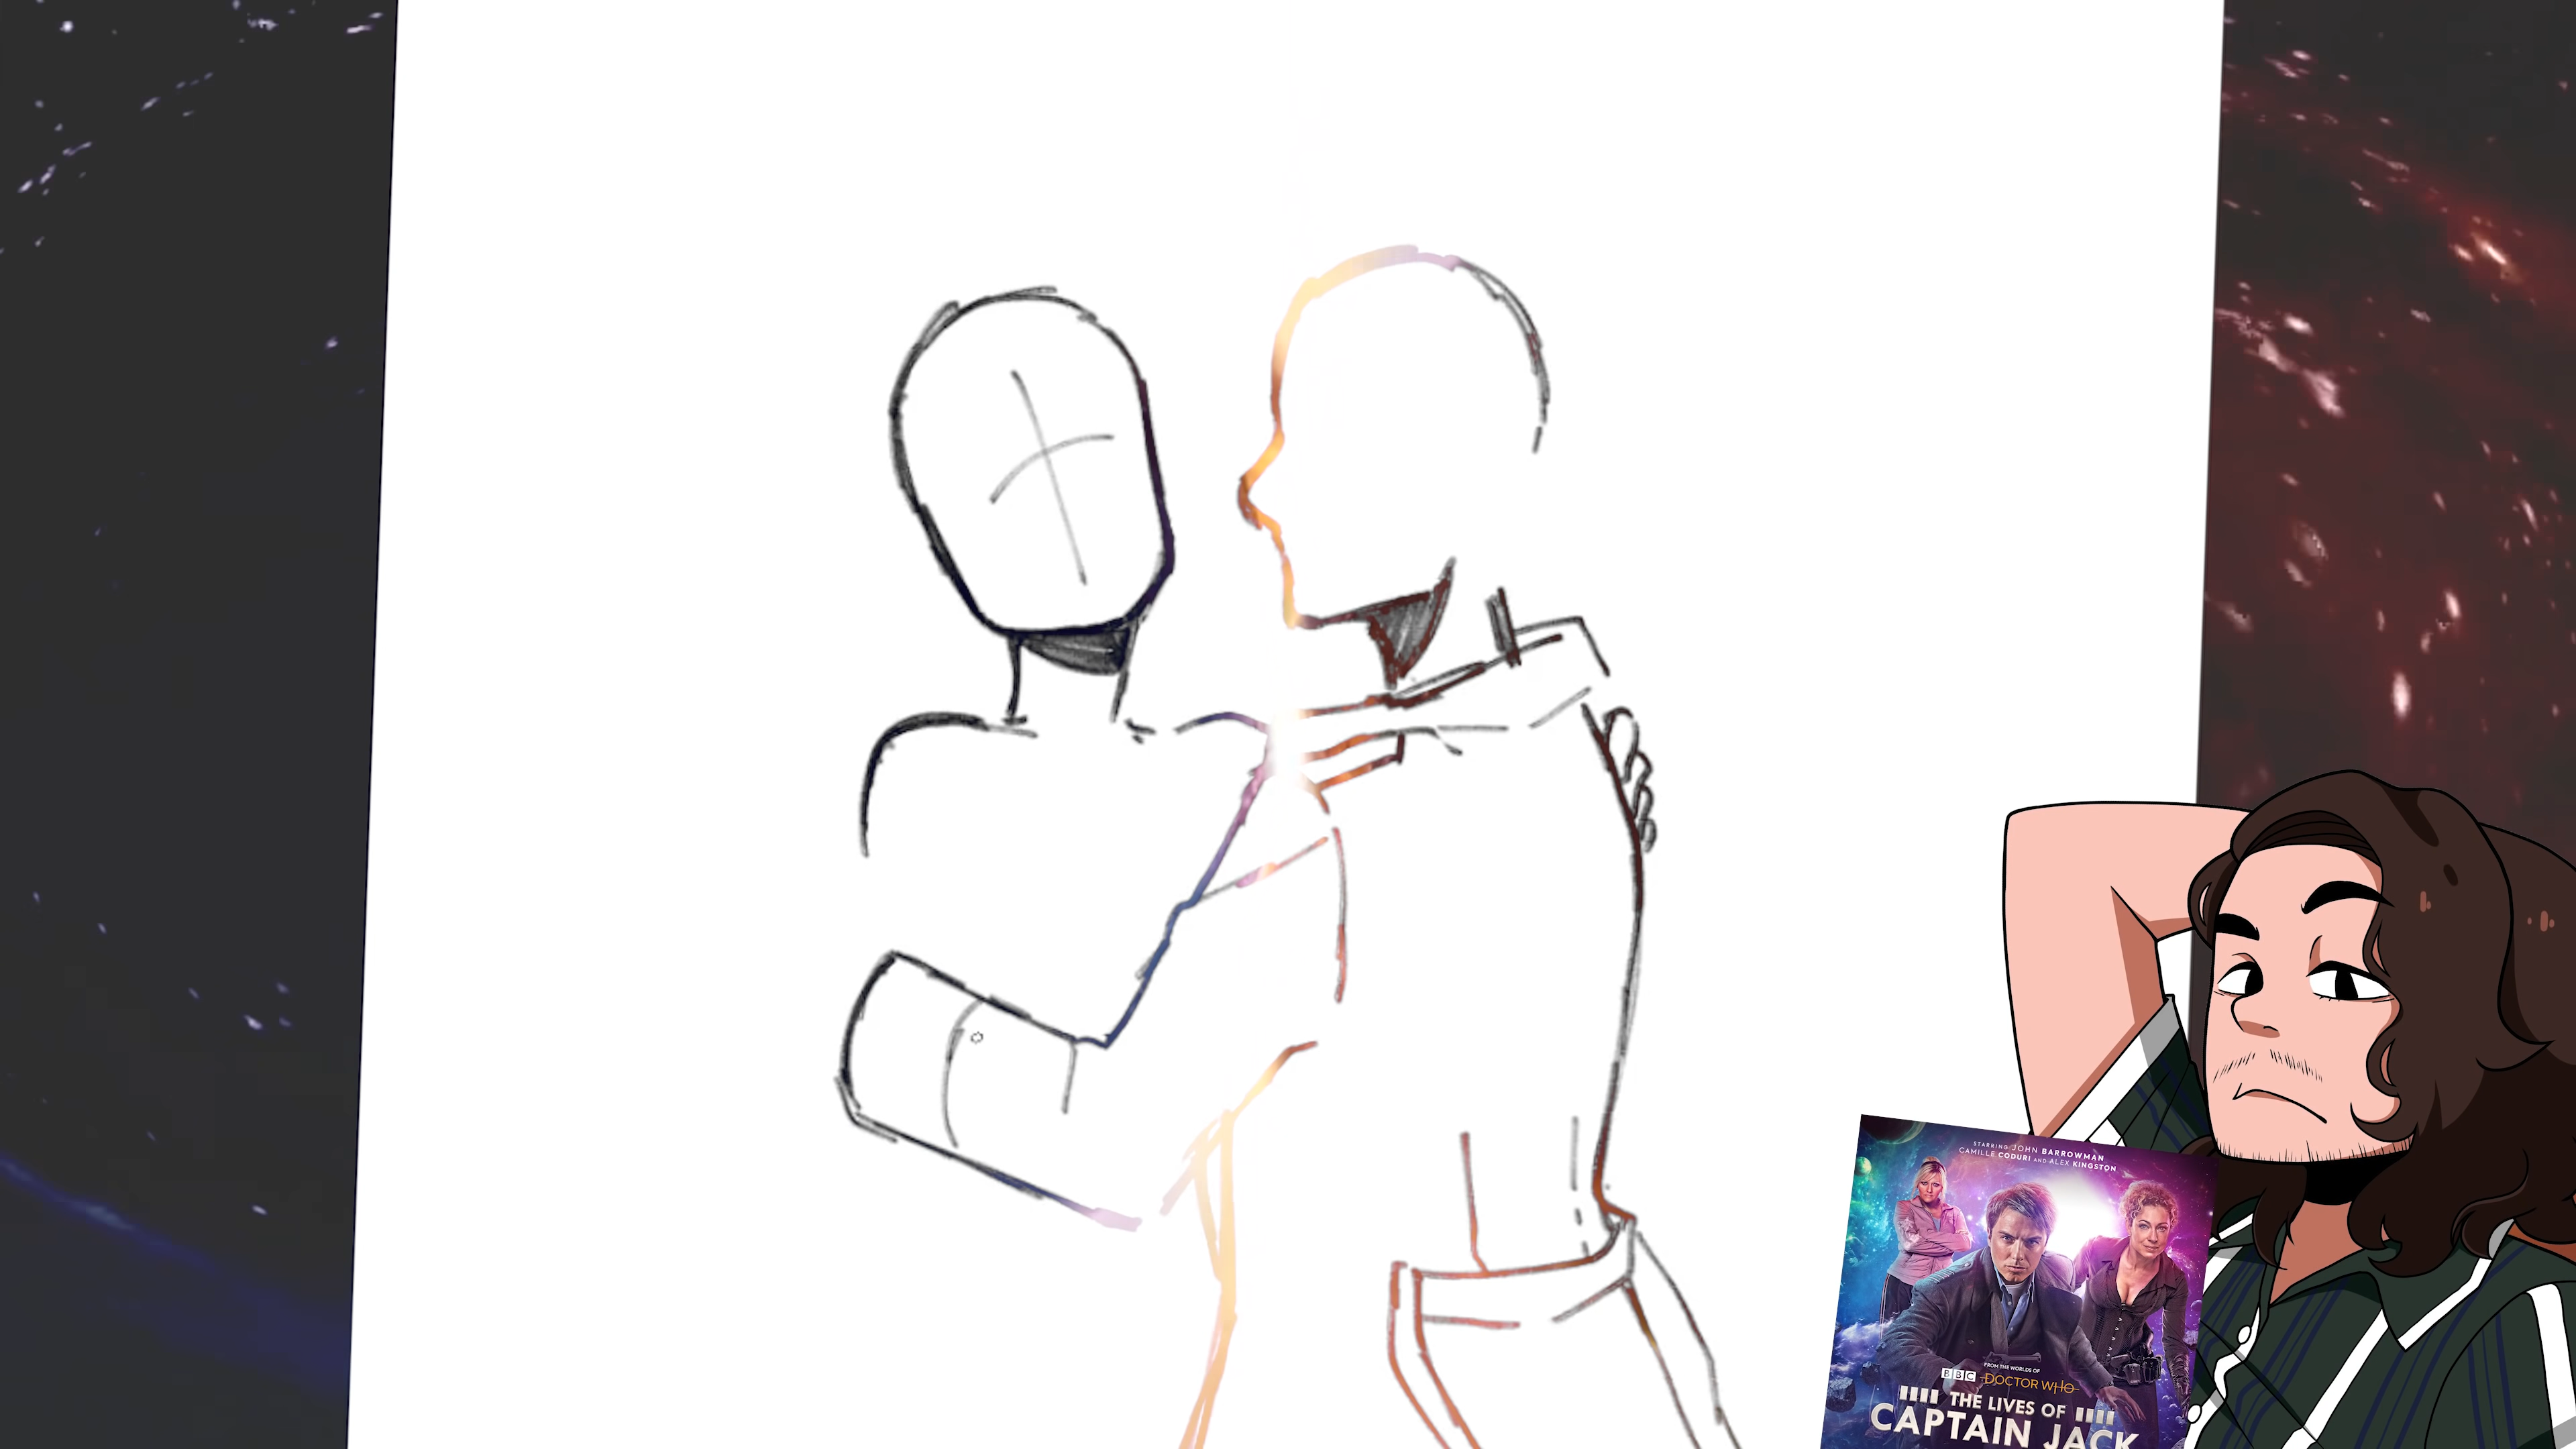 STARRING JOHN BARROWMAN
CAMILLE CODURI AND ALEX KINGSTON
FROM THE WORLDS OF
BBC DOCTOR WHO
THE LIVES OF
CAPTAIN JACK